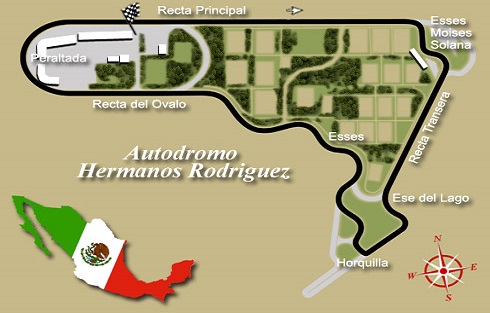 Recta Principal
Esses
Moises
Solana
Peraltada
Recta del Ovalo
Recta Transera
Esses
Autodromo
Hermanos Rodriguez
Ese del Lago
Horquilla
N
W
E
S